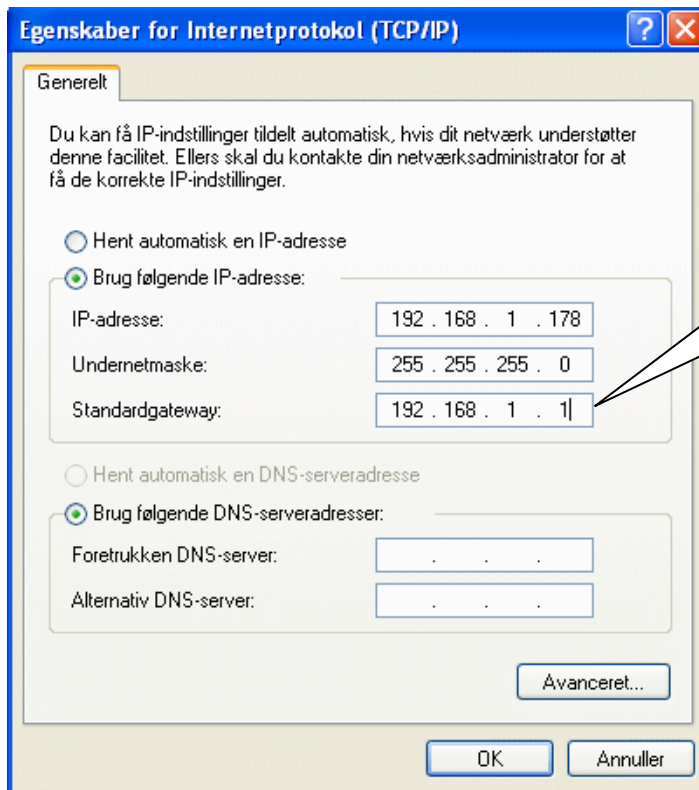 Egenskaber for Internetprotokol (TCP/IP)
Generelt
Du kan få IP-indstillinger tildelt automatisk, hvis dit netværk understøtter
denne facilitet. Ellers skal du kontakte din netværksadministrator for at
få de korrekte IP-indstillinger.
Hent automatisk en IP-adresse
Brug følgende IP-adresse:
IP-adresse: 192 . 168 . 1 . 178
Undernetmaske: 255 . 255 . 255 . 0
Standardgateway: 192 . 168 . 1 . 1
Hent automatisk en DNS-serveradresse
Brug følgende DNS-serveradresser:
Foretrukken DNS-server: . . .
Alternativ DNS-server: . . .
Avanceret...
OK Annuller